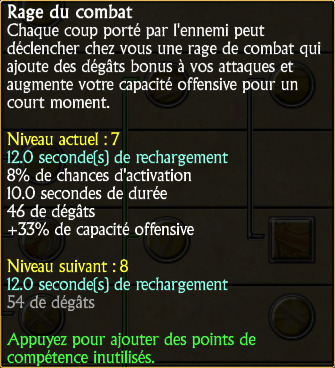 Rage du combat
Chaque coup porté par l'ennemi peut
déclencher chez vous une rage de combat qui
ajoute des dégâts bonus à vos attaques et
augmente votre capacité offensive pour un
court moment.
Niveau actuel : 7
12.0 seconde(s) de rechargement
8% de chances d'activation
10.0 secondes de durée
46 de dégâts
+33% de capacité offensive
Niveau suivant : 8
12.0 seconde(s) de rechargement
54 de dégâts
Appuyez pour ajouter des points de
compétence inutilisés.